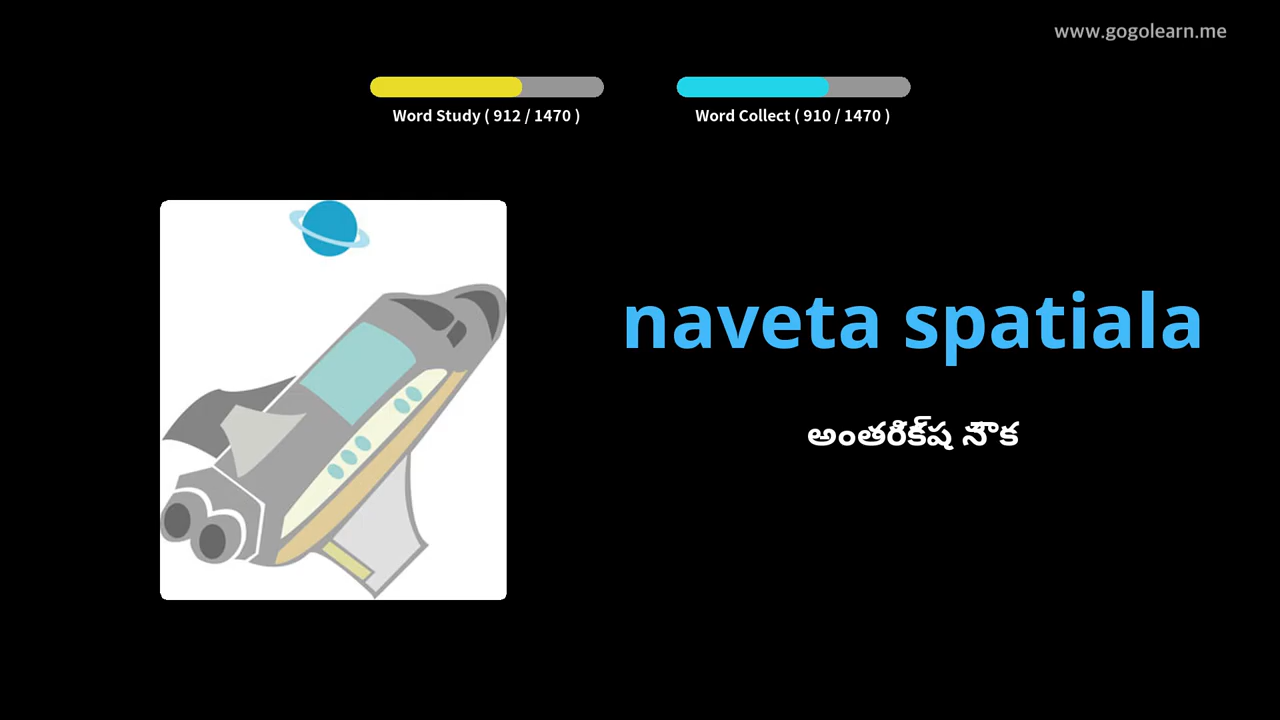 www.gogolearn.me
Word Study ( 912 / 1470 )
Word Collect ( 910 / 1470 )
naveta spatiala
అంతరిక్ష నౌక